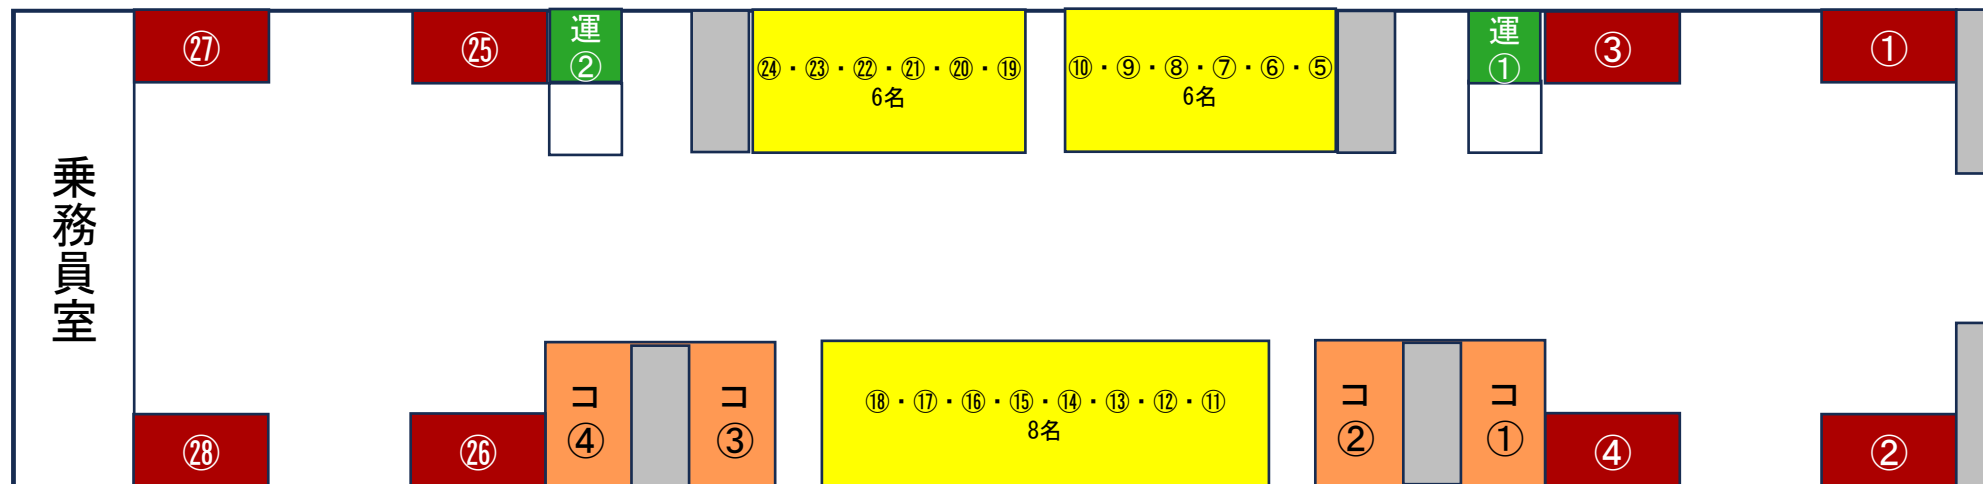 ㉗
㉕
運
②
㉔・㉓・㉒・㉑・⑳・⑲
6名
⑩・⑨・⑧・⑦・⑥・⑤
6名
運
①
③
①
乗務員室
㉘
㉖
コ
④
コ
③
⑱・⑰・⑯・⑮・⑭・⑬・⑫・⑪
8名
コ
②
コ
①
④
②